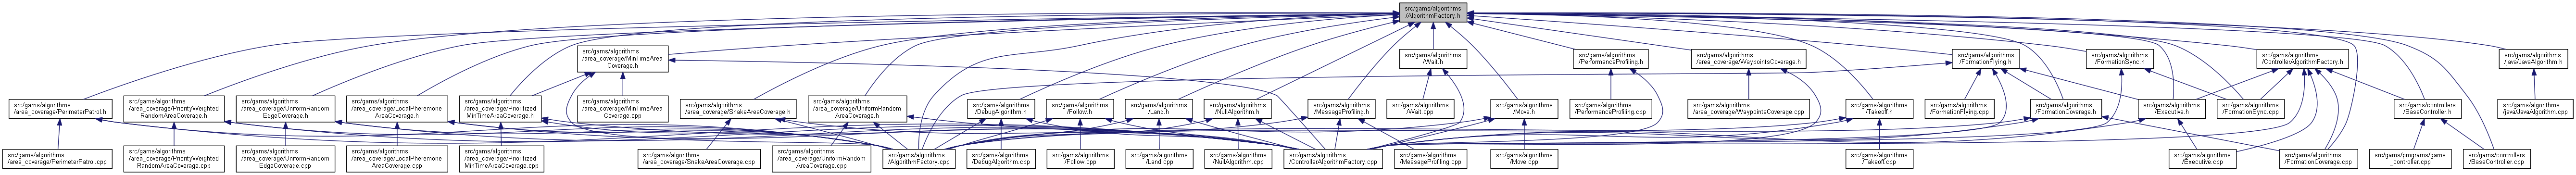 src/gams/algorithms
/AlgorithmFactory.h
src/gams/algorithms
/area_coverage/MinTimeArea
Coverage.h
src/gams/algorithms
/Wait.h
src/gams/algorithms
/PerformanceProfiling.h
src/gams/algorithms
/area_coverage/WaypointsCoverage.h
src/gams/algorithms
/FormationFlying.h
src/gams/algorithms
/FormationSync.h
src/gams/algorithms
/ControllerAlgorithmFactory.h
src/gams/algorithms
/java/JavaAlgorithm.h
src/gams/algorithms
/area_coverage/PerimeterPatrol.h
src/gams/algorithms
/area_coverage/PriorityWeighted
RandomAreaCoverage.h
src/gams/algorithms
/area_coverage/UniformRandom
EdgeCoverage.h
src/gams/algorithms
/area_coverage/LocalPheremone
AreaCoverage.h
src/gams/algorithms
/area_coverage/Prioritized
MinTimeAreaCoverage.h
src/gams/algorithms
/area_coverage/MinTimeArea
Coverage.cpp
src/gams/algorithms
/area_coverage/SnakeAreaCoverage.h
src/gams/algorithms
/area_coverage/UniformRandom
AreaCoverage.h
src/gams/algorithms
/DebugAlgorithm.h
src/gams/algorithms
/Follow.h
src/gams/algorithms
/Land.h
src/gams/algorithms
/NullAlgorithm.h
src/gams/algorithms
/MessageProfiling.h
src/gams/algorithms
/Wait.cpp
src/gams/algorithms
/Move.h
src/gams/algorithms
/PerformanceProfiling.cpp
src/gams/algorithms
/area_coverage/WaypointsCoverage.cpp
src/gams/algorithms
/Takeoff.h
src/gams/algorithms
/FormationFlying.cpp
src/gams/algorithms
/FormationCoverage.h
src/gams/algorithms
/Executive.h
src/gams/algorithms
/FormationSync.cpp
src/gams/controllers
/BaseController.h
src/gams/algorithms
/java/JavaAlgorithm.cpp
src/gams/algorithms
/area_coverage/PerimeterPatrol.cpp
src/gams/algorithms
/area_coverage/PriorityWeighted
RandomAreaCoverage.cpp
src/gams/algorithms
/area_coverage/UniformRandom
EdgeCoverage.cpp
src/gams/algorithms
/area_coverage/LocalPheremone
AreaCoverage.cpp
src/gams/algorithms
/area_coverage/Prioritized
MinTimeAreaCoverage.cpp
src/gams/algorithms
/area_coverage/SnakeAreaCoverage.cpp
src/gams/algorithms
/area_coverage/UniformRandom
AreaCoverage.cpp
src/gams/algorithms
/AlgorithmFactory.cpp
src/gams/algorithms
/DebugAlgorithm.cpp
src/gams/algorithms
/Follow.cpp
src/gams/algorithms
/Land.cpp
src/gams/algorithms
/NullAlgorithm.cpp
src/gams/algorithms
/ControllerAlgorithmFactory.cpp
src/gams/algorithms
/MessageProfiling.cpp
src/gams/algorithms
/Move.cpp
src/gams/algorithms
/Takeoff.cpp
src/gams/algorithms
/Executive.cpp
src/gams/algorithms
/FormationCoverage.cpp
src/gams/programs/gams
_controller.cpp
src/gams/controllers
/BaseController.cpp